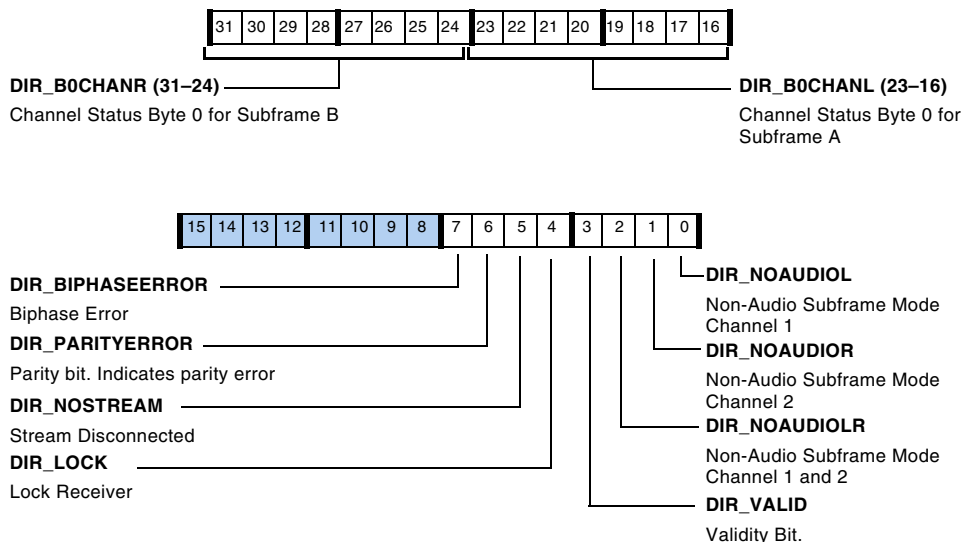 31 30 29 28 27 26 25 24 23 22 21 20 19 18 17 16
DIR_B0CHANR (31–24)
Channel Status Byte 0 for Subframe B
DIR_B0CHANL (23–16)
Channel Status Byte 0 for
Subframe A
15 14 13 12 11 10 9 8 7 6 5 4 3 2 1 0
DIR_BIPHASEERROR
Biphase Error
DIR_PARITYERROR
Parity bit. Indicates parity error
DIR_NOSTREAM
Stream Disconnected
DIR_LOCK
Lock Receiver
DIR_NOAUDIOL
Non-Audio Subframe Mode
Channel 1
DIR_NOAUDIOR
Non-Audio Subframe Mode
Channel 2
DIR_NOAUDIOLR
Non-Audio Subframe Mode
Channel 1 and 2
DIR_VALID
Validity Bit.